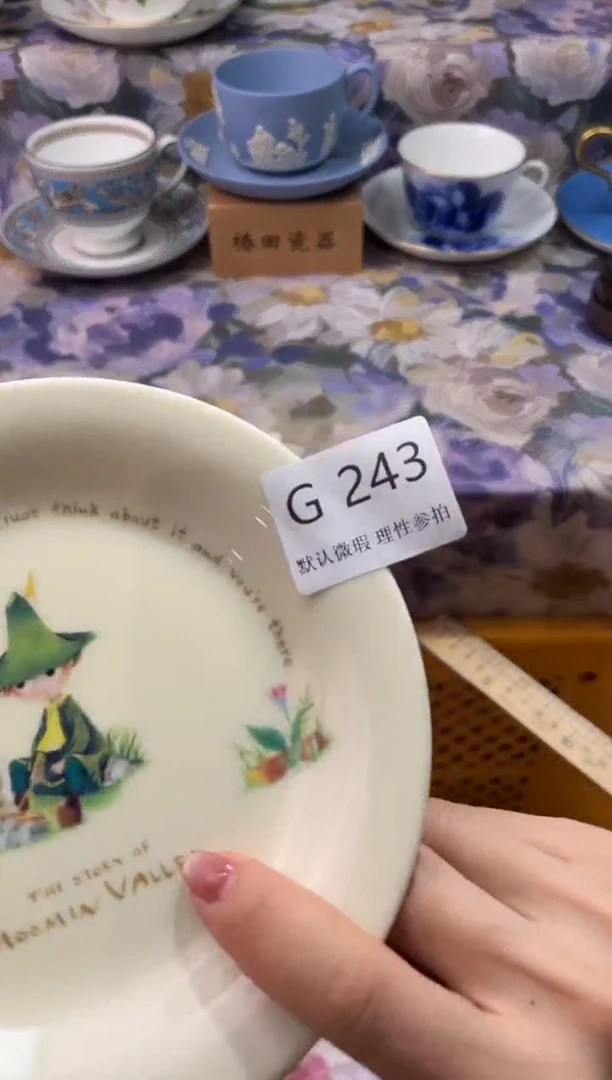 椿田瓷器
G 243
默认微瑕 理性参拍
just think about it and you're there
THE STORY OF
MOOMIN VALLE